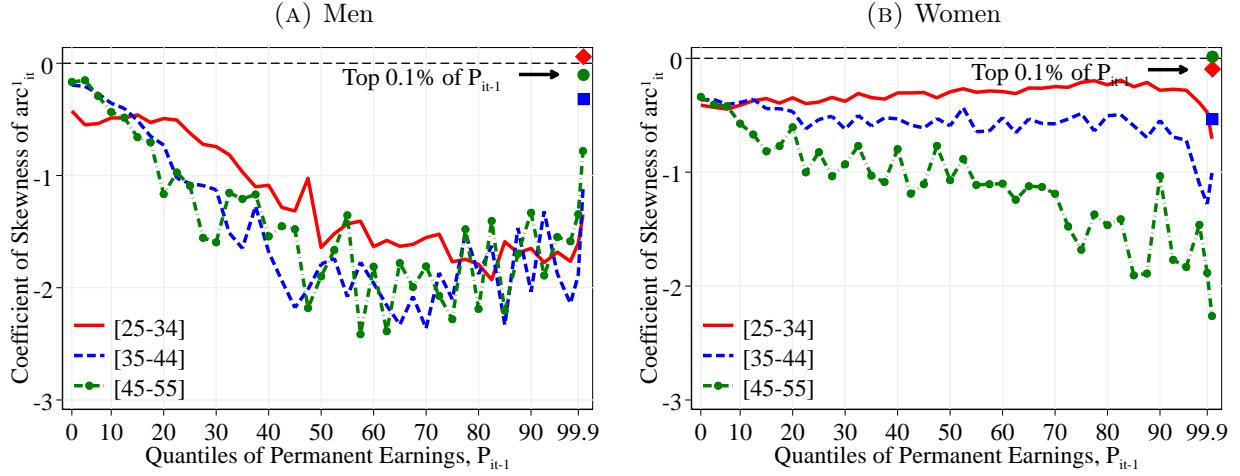 (A) Men
Coefficient of Skewness of arc¹ᵢₜ
0
-1
-2
-3
Top 0.1% of Pit-1
[25-34]
[35-44]
[45-55]
0 10 20 30 40 50 60 70 80 90 99.9
Quantiles of Permanent Earnings, Pit-1
(B) Women
Coefficient of Skewness of arc¹ᵢₜ
0
-1
-2
-3
Top 0.1% of Pit-1
[25-34]
[35-44]
[45-55]
0 10 20 30 40 50 60 70 80 90 99.9
Quantiles of Permanent Earnings, Pit-1